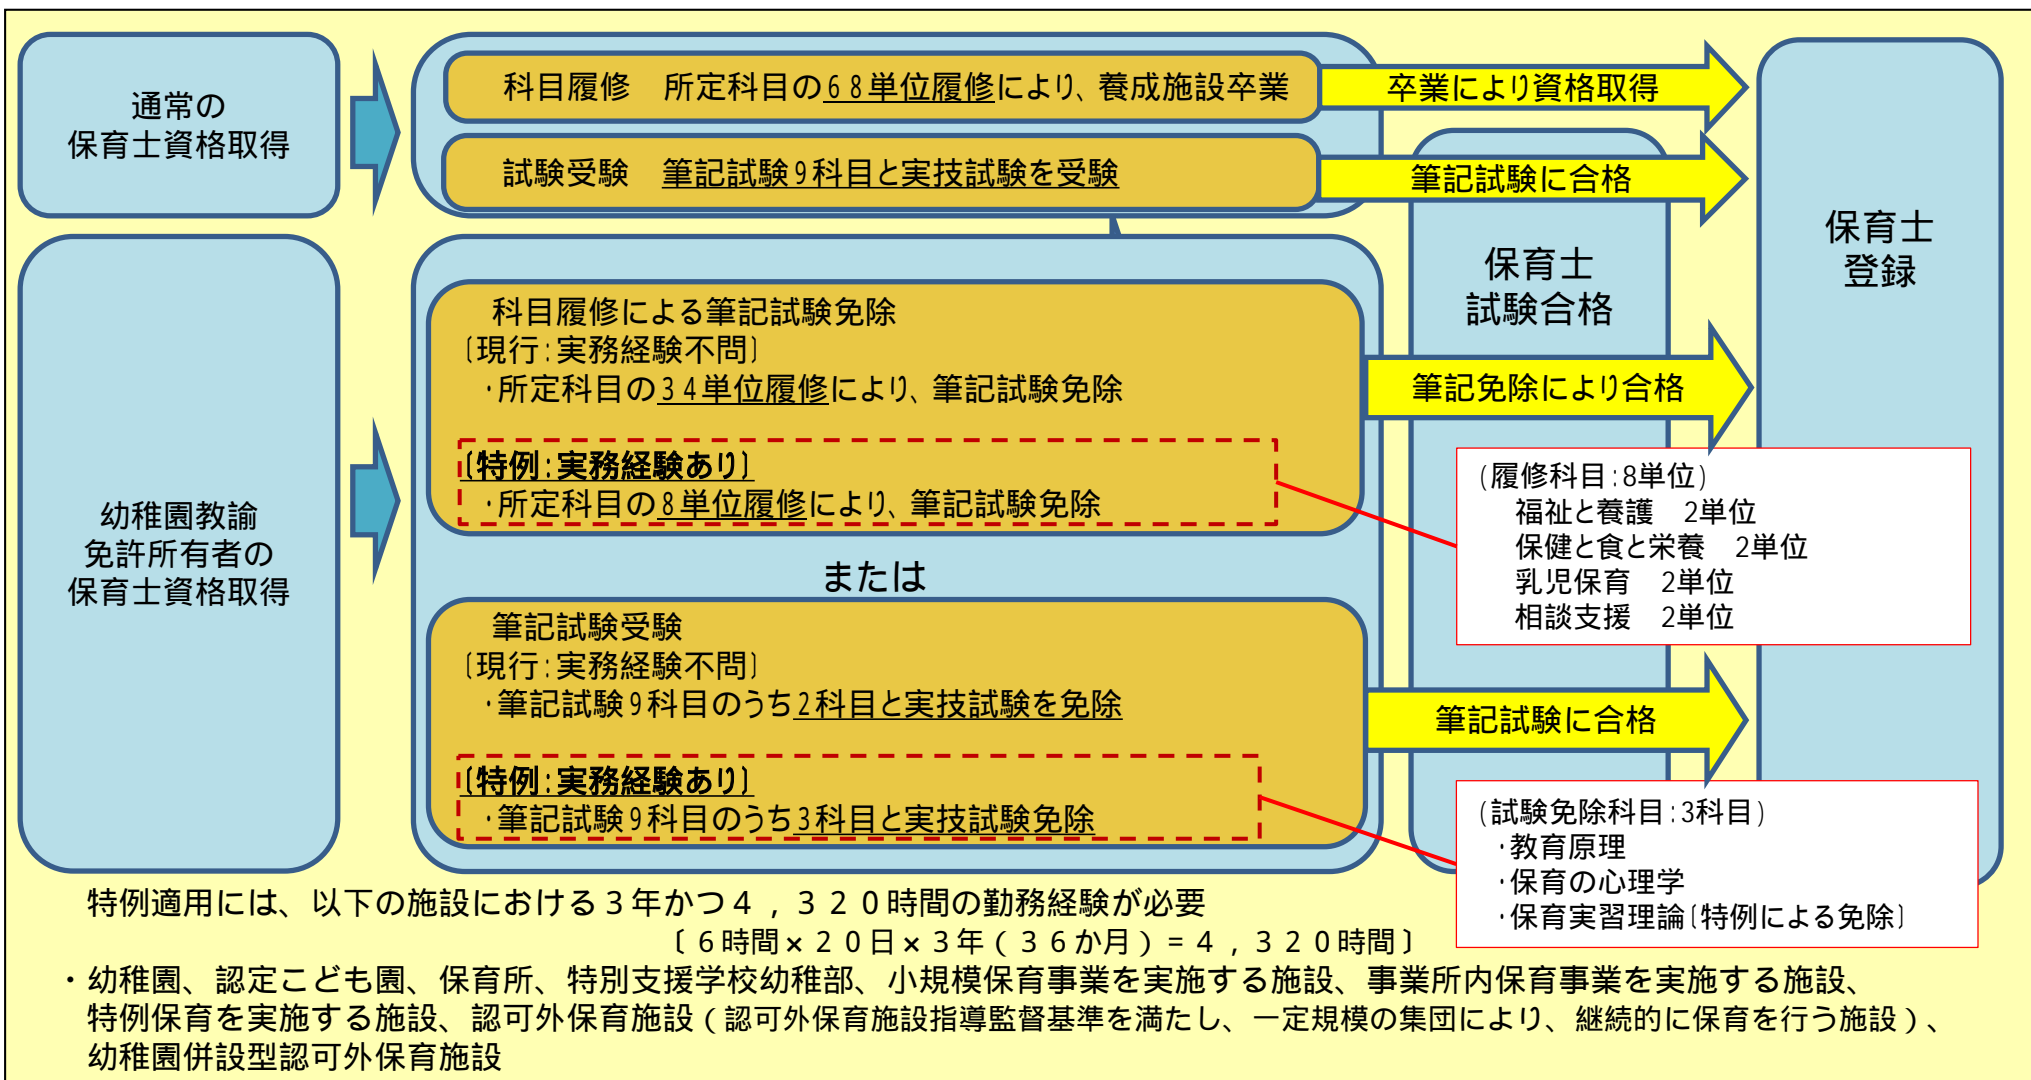 通常の
保育士資格取得
科目履修　所定科目の68単位履修により、養成施設卒業
卒業により資格取得
試験受験　筆記試験9科目と実技試験を受験
筆記試験に合格
保育士
試験合格
保育士
登録
幼稚園教諭
免許所有者の
保育士資格取得
科目履修による筆記試験免除
〔現行:実務経験不問〕
・所定科目の34単位履修により、筆記試験免除
筆記免除により合格
〔特例:実務経験あり〕
・所定科目の8単位履修により、筆記試験免除
(履修科目:8単位)
福祉と養護　2単位
保健と食と栄養　2単位
乳児保育　2単位
相談支援　2単位
または
筆記試験受験
〔現行:実務経験不問〕
・筆記試験9科目のうち2科目と実技試験を免除
筆記試験に合格
〔特例:実務経験あり〕
・筆記試験9科目のうち3科目と実技試験免除
(試験免除科目:3科目)
・教育原理
・保育の心理学
・保育実習理論〔特例による免除〕
特例適用には、以下の施設における３年かつ４，３２０時間の勤務経験が必要
〔６時間×２０日×３年（３６か月）＝４，３２０時間〕
・幼稚園、認定こども園、保育所、特別支援学校幼稚部、小規模保育事業を実施する施設、事業所内保育事業を実施する施設、
特例保育を実施する施設、認可外保育施設（認可外保育施設指導監督基準を満たし、一定規模の集団により、継続的に保育を行う施設）、
幼稚園併設型認可外保育施設